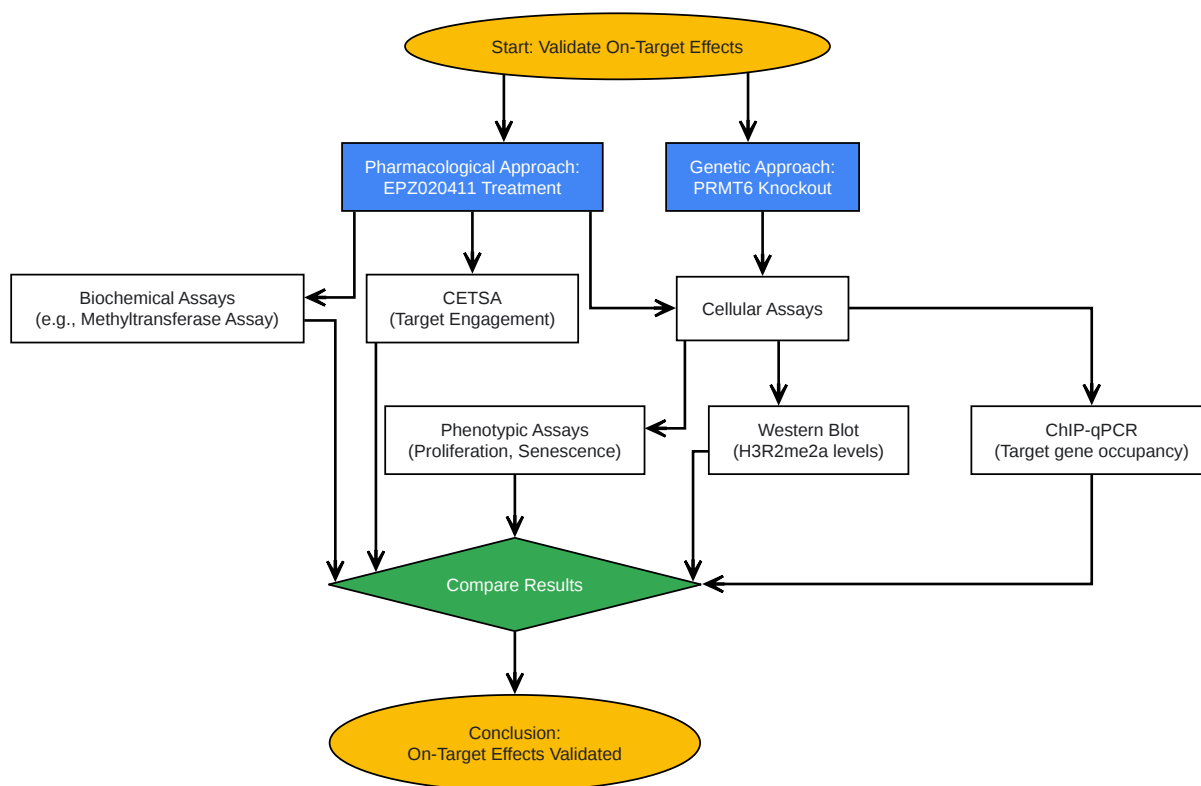 Start: Validate On-Target Effects
Pharmacological Approach:
EPZ020411 Treatment
Genetic Approach:
PRMT6 Knockout
Biochemical Assays
(e.g., Methyltransferase Assay)
CETSA
(Target Engagement)
Cellular Assays
Phenotypic Assays
(Proliferation, Senescence)
Western Blot
(H3R2me2a levels)
ChIP-qPCR
(Target gene occupancy)
Compare Results
Conclusion:
On-Target Effects Validated